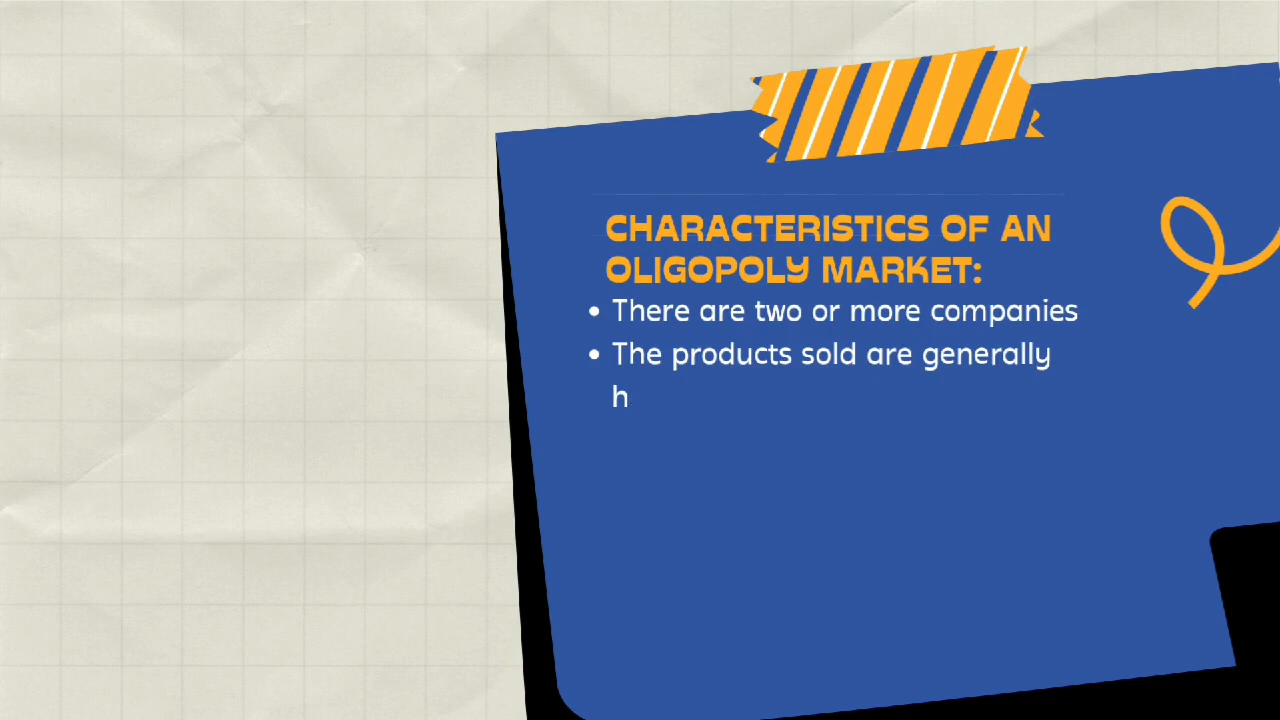 CHARACTERISTICS OF AN
OLIGOPOLY MARKET:
• There are two or more companies
• The products sold are generally
h